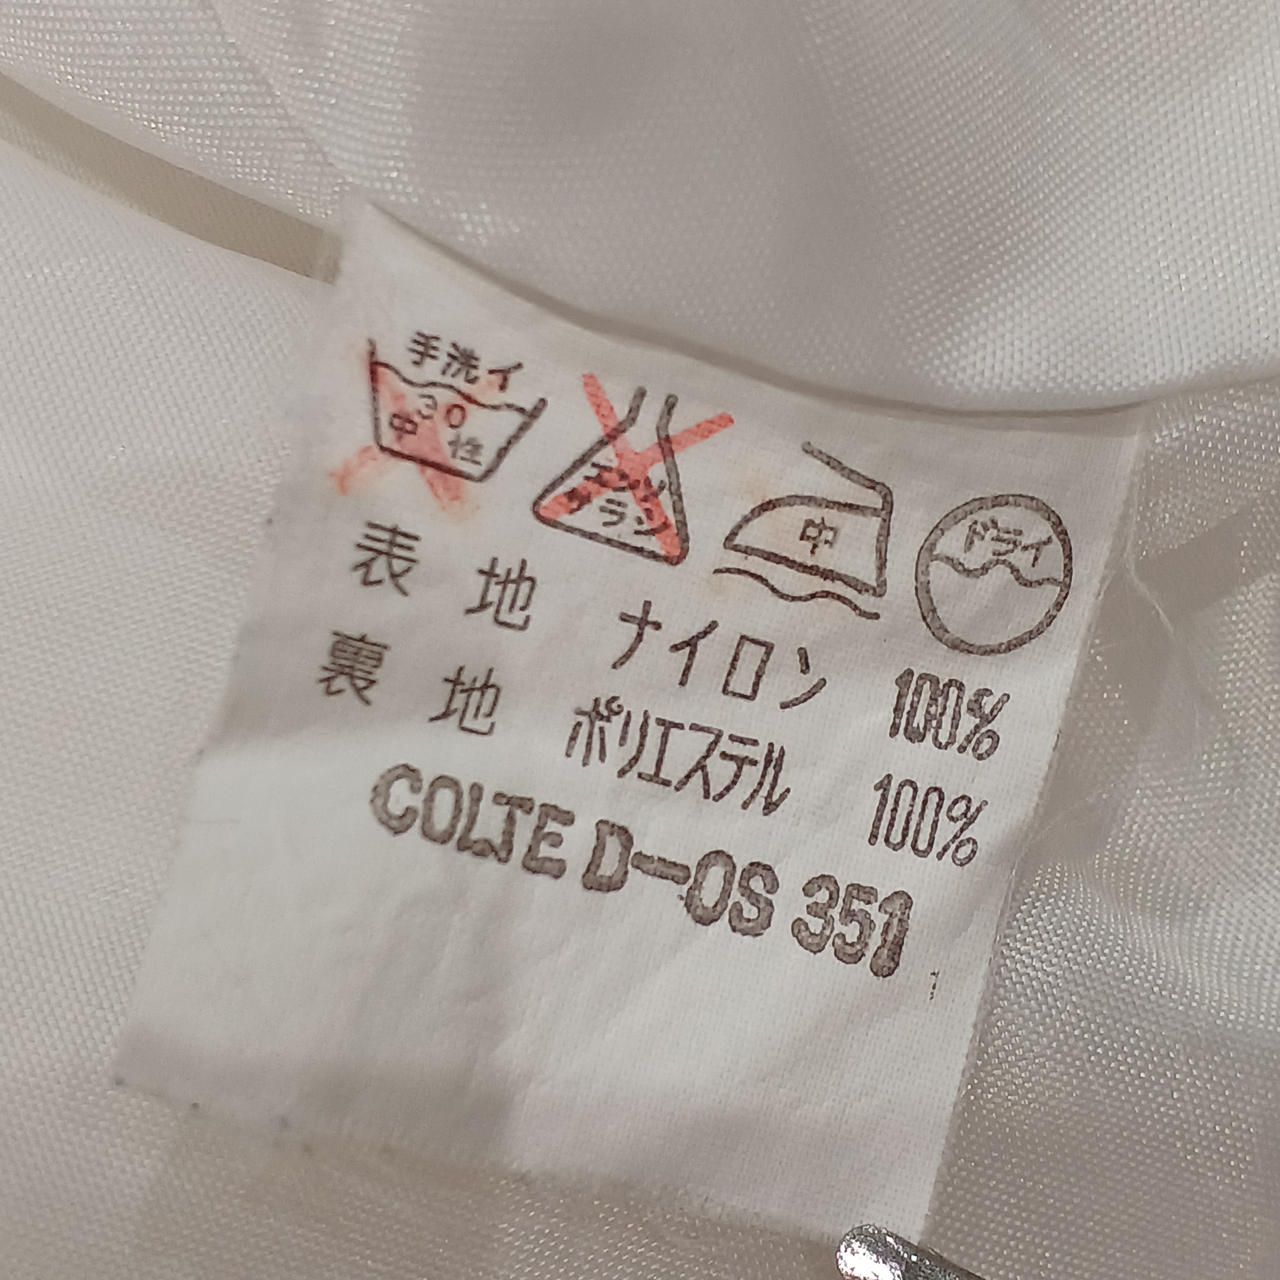 手洗イ
30
中性
エンソ
サラシ
中
ドライ
表地 ナイロン 100%
裏地 ポリエステル 100%
COLTE D-OS 351